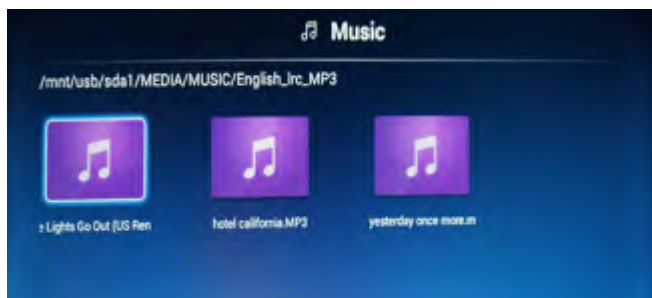 Music
/mnt/usb/sda1/MEDIA/MUSIC/English_lrc_MP3
e Lights Go Out (US Ren
hotel california.MP3
yesterday once more.m